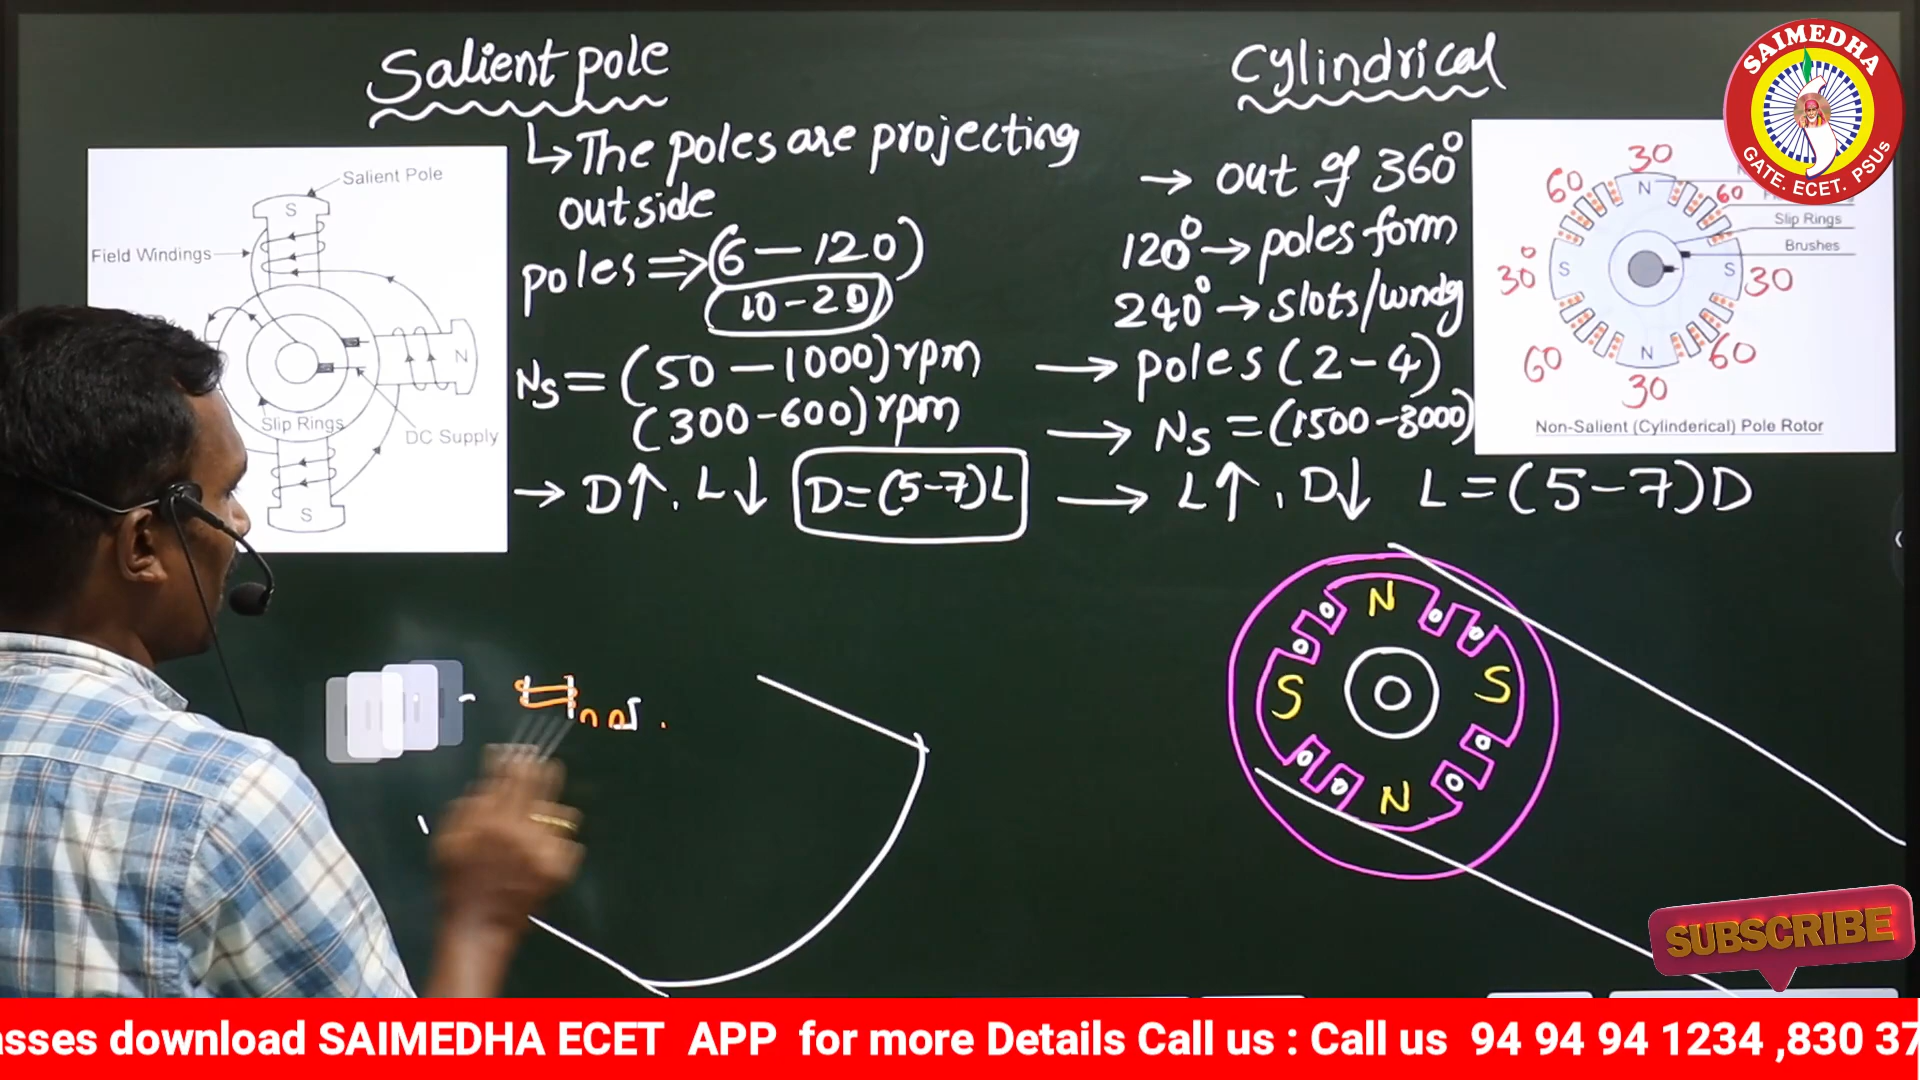 Salient pole
↳ The poles are projecting
outside
poles ⇒ (6 — 120)
(10-20)
Ns = (50 — 1000) rpm
(300-600) rpm
→ D↑, L↓ D=(5-7)L
Salient Pole
S
Field Windings
N
Slip Rings
DC Supply
S
Cylindrical
→ out of 360°
120° → poles form
240° → slots/wndg
→ poles (2-4)
→ Ns = (1500-3000)
→ L↑, D↓ L=(5-7)D
30
60
N
60
Slip Rings
Brushes
30°
S
S
30
60
N
60
30
Non-Salient (Cylinderical) Pole Rotor
N
S
S
N
SAIMEDHA
GATE. ECET. PSUs
SUBSCRIBE
asses download SAIMEDHA ECET APP for more Details Call us : Call us 94 94 94 1234 ,830 37